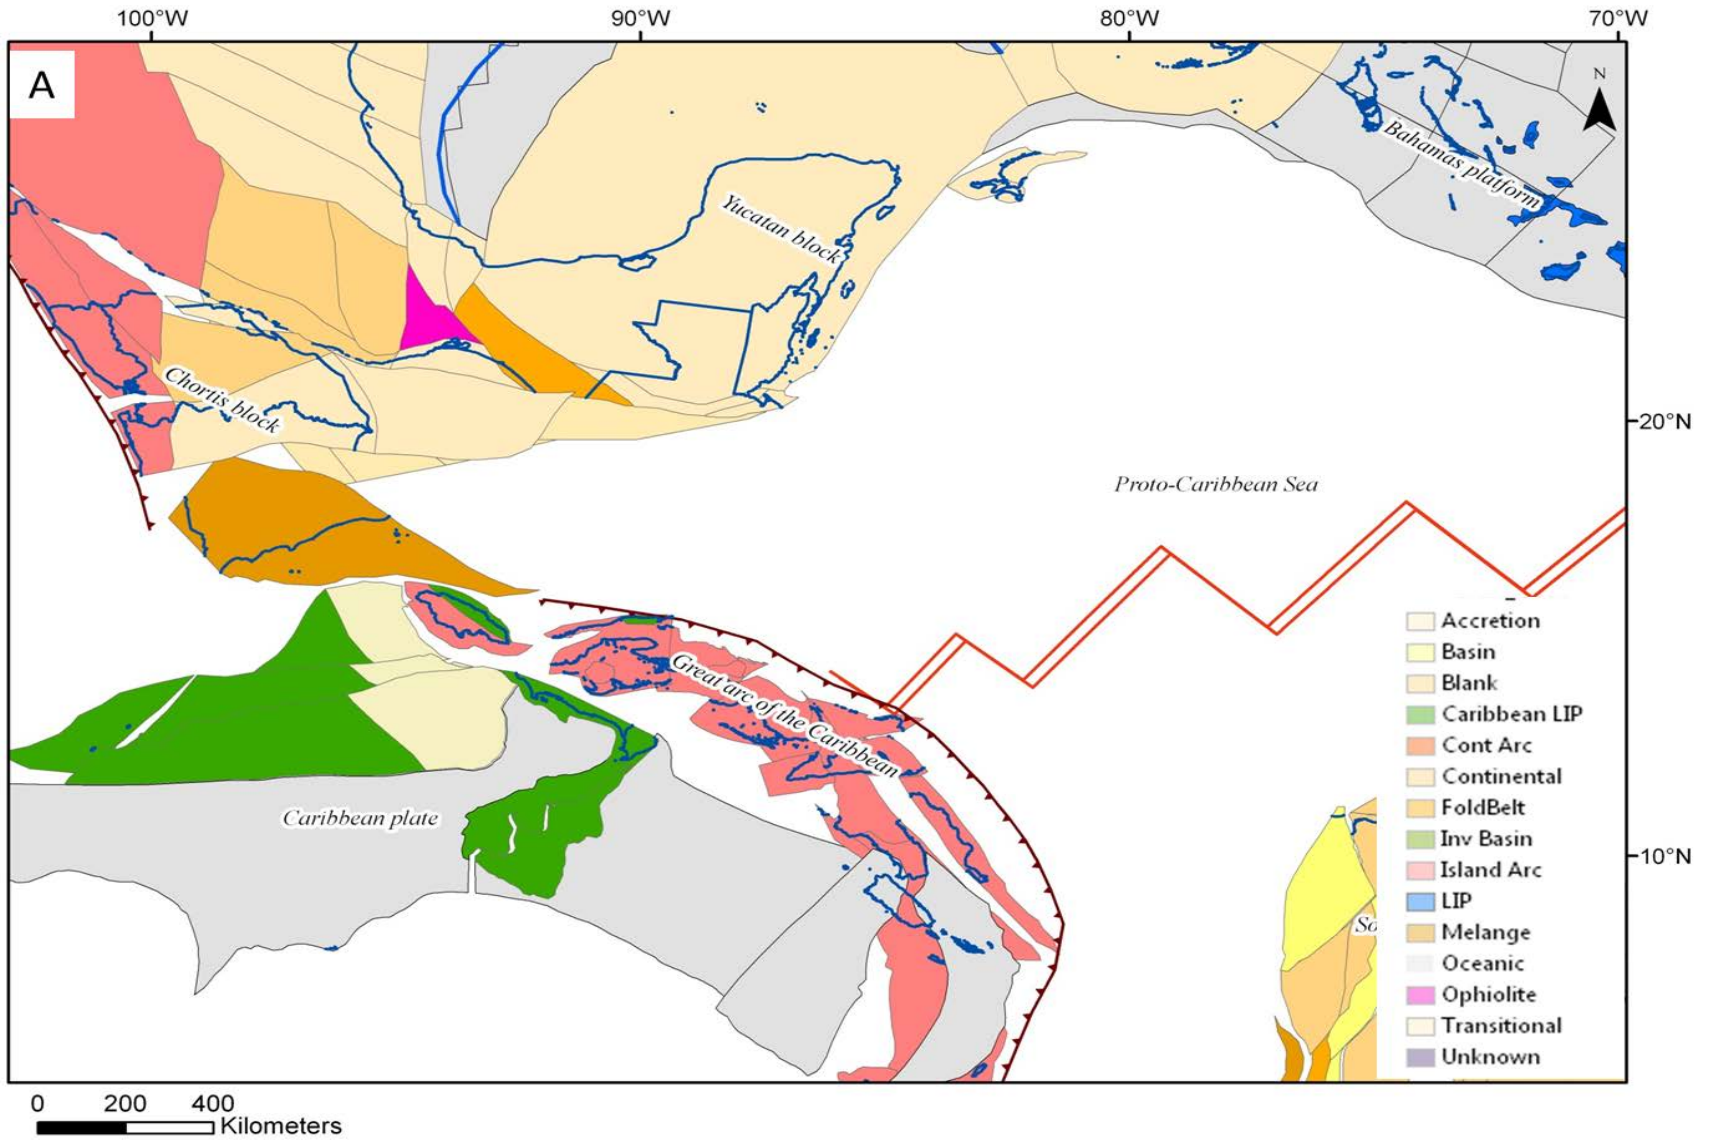 100°W
90°W
80°W
70°W
A
N
Bahamas platform
Yucatan block
Chortis block
20°N
Proto-Caribbean Sea
Great arc of the Caribbean
Caribbean plate
10°N
So
Accretion
Basin
Blank
Caribbean LIP
Cont Arc
Continental
FoldBelt
Inv Basin
Island Arc
LIP
Melange
Oceanic
Ophiolite
Transitional
Unknown
0 200 400
Kilometers